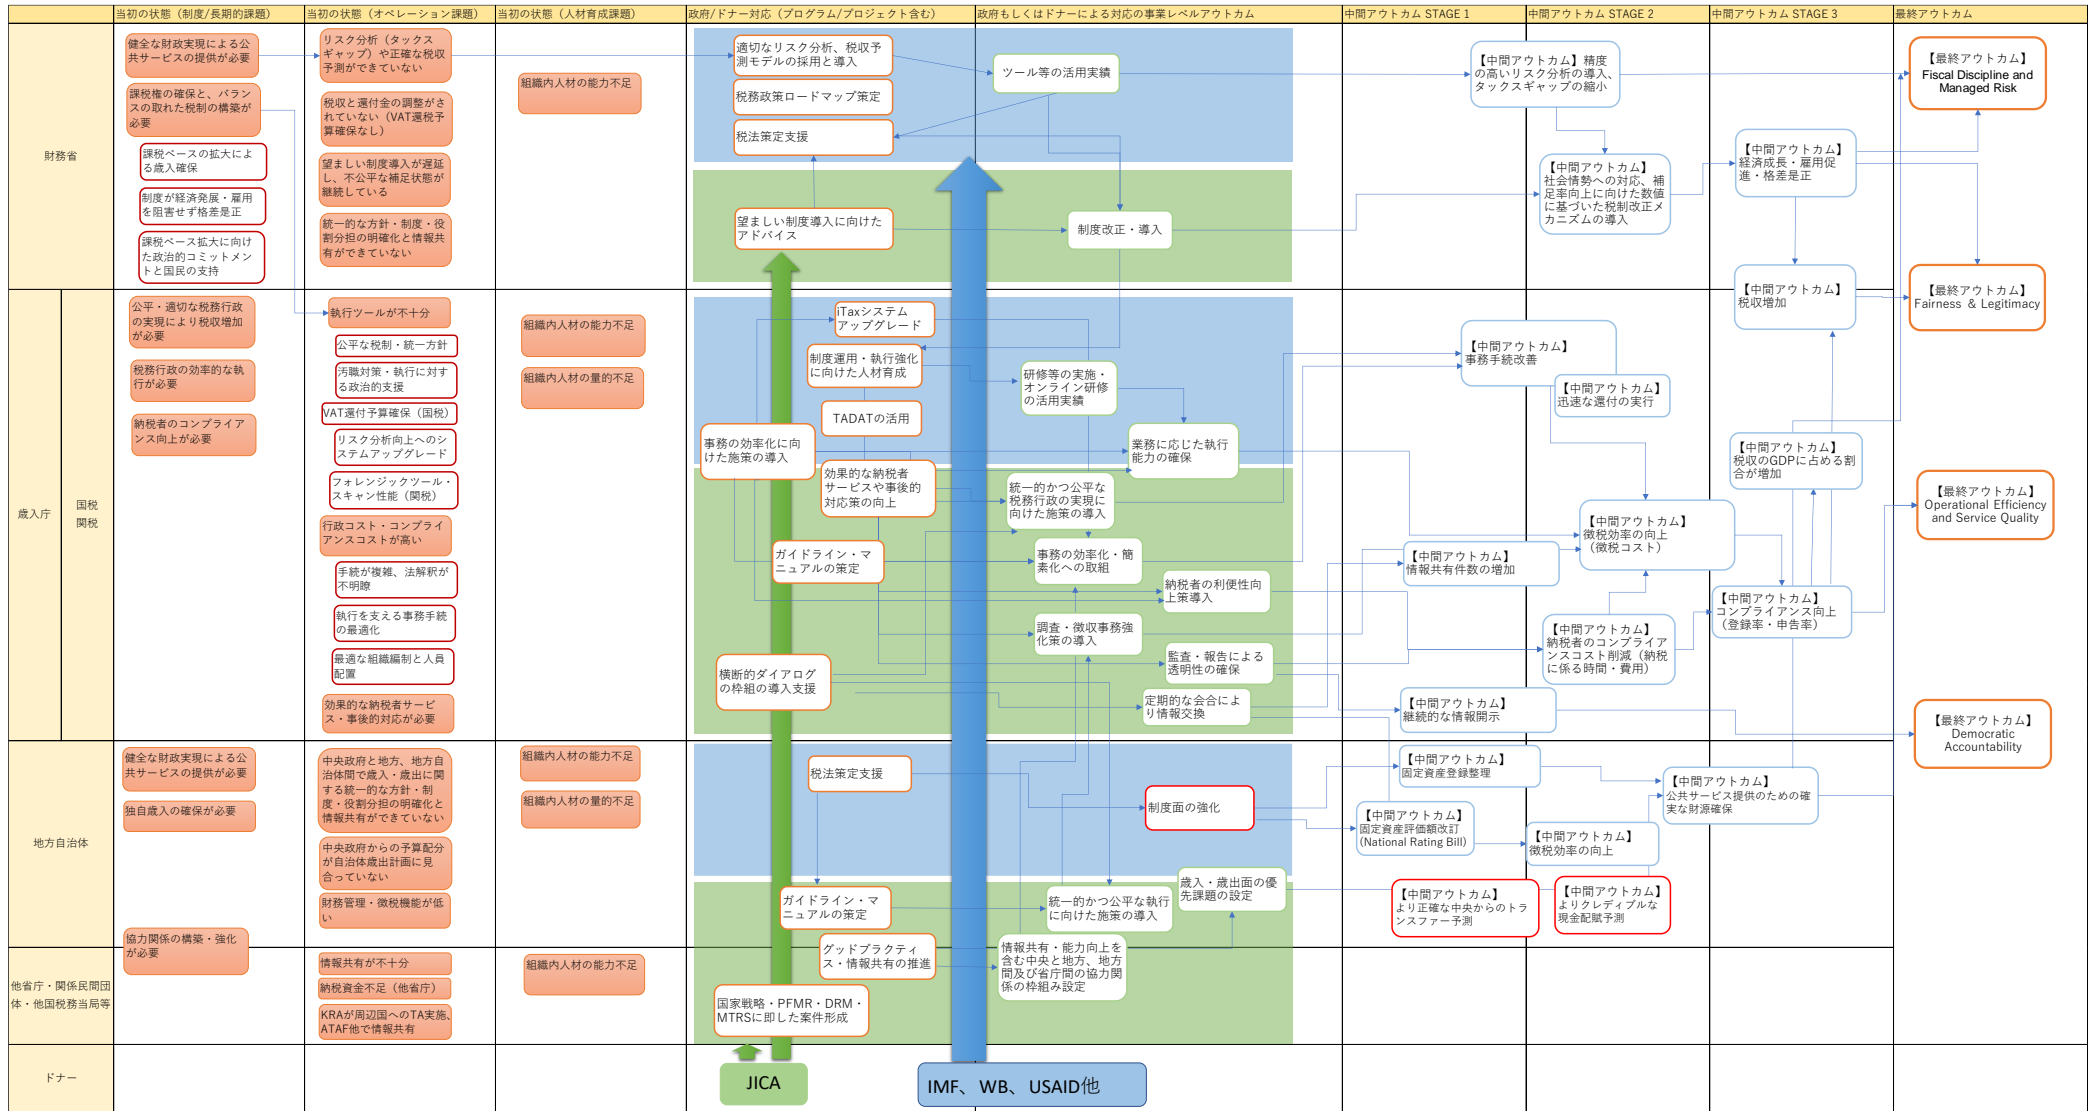 当初の状態（制度/長期的課題）
当初の状態（オペレーション課題）
当初の状態（人材育成課題）
政府/ドナー対応（プログラム/プロジェクト含む）
政府もしくはドナーによる対応の事業レベルアウトカム
中間アウトカム STAGE 1
中間アウトカム STAGE 2
中間アウトカム STAGE 3
最終アウトカム
財務省
健全な財政実現による公
共サービスの提供が必要
課税権の確保と、バラン
スの取れた税制の構築が
必要
課税ベースの拡大によ
る歳入確保
制度が経済発展・雇用
を阻害せず格差是正
課税ベース拡大に向け
た政治的コミットメン
トと国民の支持
リスク分析（タックス
ギャップ）や正確な税収
予測ができていない
税収と還付金の調整がさ
れていない（VAT還税予
算確保なし）
望ましい制度導入が遅延
し、不公平な補足状態が
継続している
統一的な方針・制度・役
割分担の明確化と情報共
有ができていない
組織内人材の能力不足
適切なリスク分析、税収予
測モデルの採用と導入
税務政策ロードマップ策定
税法策定支援
望ましい制度導入に向けた
アドバイス
ツール等の活用実績
制度改正・導入
【中間アウトカム】精度
の高いリスク分析の導入、
タックスギャップの縮小
【中間アウトカム】
社会情勢への対応、補
足率向上に向けた数値
に基づいた税制改正メ
カニズムの導入
【中間アウトカム】
経済成長・雇用促
進・格差是正
【中間アウトカム】
税収増加
【最終アウトカム】
Fiscal Discipline and
Managed Risk
【最終アウトカム】
Fairness & Legitimacy
歳入庁
国税
関税
公平・適切な税務行政
の実現により税収増加
が必要
税務行政の効率的な執
行が必要
納税者のコンプライア
ンス向上が必要
執行ツールが不十分
公平な税制・統一方針
汚職対策・執行に対す
る政治的支援
VAT還付予算確保（国税）
リスク分析向上へのシ
ステムアップグレード
フォレンジックツール・
スキャン性能（関税）
行政コスト・コンプライ
アンスコストが高い
手続が複雑、法解釈が
不明瞭
執行を支える事務手続
の最適化
最適な組織編制と人員
配置
効果的な納税者サービ
ス・事後的対応が必要
組織内人材の能力不足
組織内人材の量的不足
iTaxシステム
アップグレード
制度運用・執行強化
に向けた人材育成
TADATの活用
事務の効率化に向
けた施策の導入
効果的な納税者
サービスや事後的
対応策の向上
ガイドライン・マ
ニュアルの策定
横断的ダイアログ
の枠組の導入支援
研修等の実施・
オンライン研修
の活用実績
業務に応じた執行
能力の確保
統一的かつ公平な
税務行政の実現に
向けた施策の導入
事務の効率化・簡
素化への取組
納税者の利便性向
上策導入
調査・徴収事務強
化策の導入
監査・報告による
透明性の確保
定期的な会合によ
り情報交換
【中間アウトカム】
事務手続改善
【中間アウトカム】
迅速な還付の実行
【中間アウトカム】
税収のGDPに占める割
合が増加
【中間アウトカム】
徴税効率の向上
（徴税コスト）
【中間アウトカム】
情報共有件数の増加
【中間アウトカム】
コンプライアンス向上
（登録率・申告率）
【中間アウトカム】
納税者のコンプライア
ンスコスト削減（納税
に係る時間・費用）
【中間アウトカム】
継続的な情報開示
【最終アウトカム】
Operational Efficiency
and Service Quality
【最終アウトカム】
Democratic
Accountability
地方自治体
健全な財政実現による公
共サービスの提供が必要
独自歳入の確保が必要
協力関係の構築・強化
が必要
中央政府と地方、地方自
治体間で歳入・歳出に関
する統一的な方針・制
度・役割分担の明確化と
情報共有ができていない
中央政府からの予算配分
が自治体歳出計画に見
合っていない
財務管理・徴税機能が低
い
組織内人材の能力不足
組織内人材の量的不足
税法策定支援
ガイドライン・マ
ニュアルの策定
グッドプラクティ
ス・情報共有の推進
制度面の強化
歳入・歳出面の優
先課題の設定
統一的かつ公平な執行
に向けた施策の導入
情報共有・能力向上を
含む中央と地方、地方
間及び省庁間の協力関
係の枠組み設定
【中間アウトカム】
固定資産登録整理
【中間アウトカム】
固定資産評価額改訂
(National Rating Bill)
【中間アウトカム】
徴税効率の向上
【中間アウトカム】
公共サービス提供のための確
実な財源確保
【中間アウトカム】
より正確な中央からのトラ
ンスファー予測
【中間アウトカム】
よりクレディブルな
現金配賦予測
他省庁・関係民間団
体・他国税務当局等
情報共有が不十分
納税資金不足（他省庁）
KRAが周辺国へのTA実施、
ATAF他で情報共有
組織内人材の能力不足
国家戦略・PFMR・DRM・
MTRSに即した案件形成
ドナー
JICA
IMF、WB、USAID他